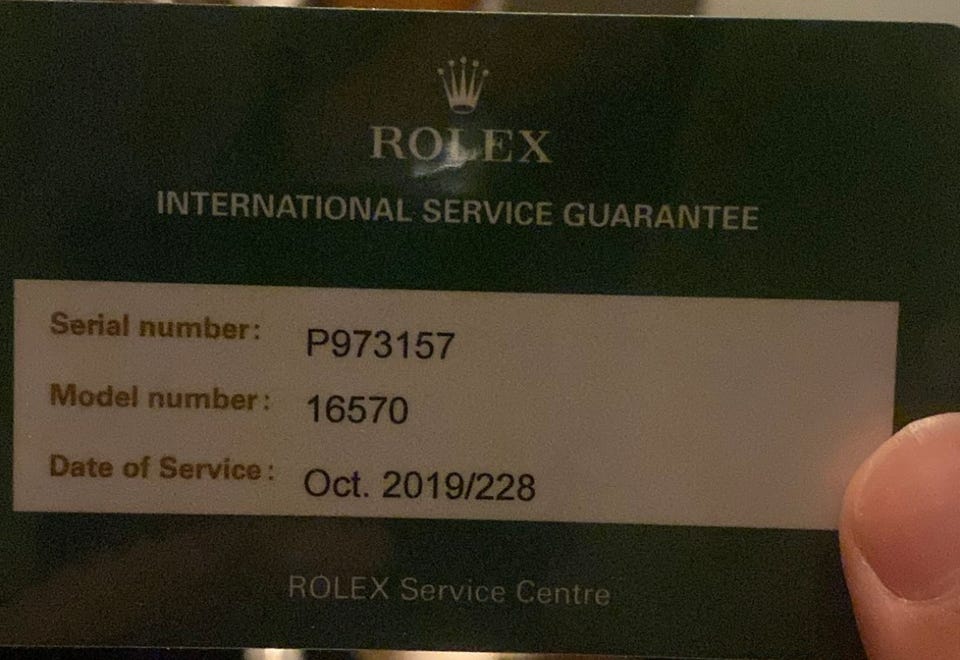 ROLEX
INTERNATIONAL SERVICE GUARANTEE
Serial number: P973157
Model number: 16570
Date of Service: Oct. 2019/228
ROLEX Service Centre